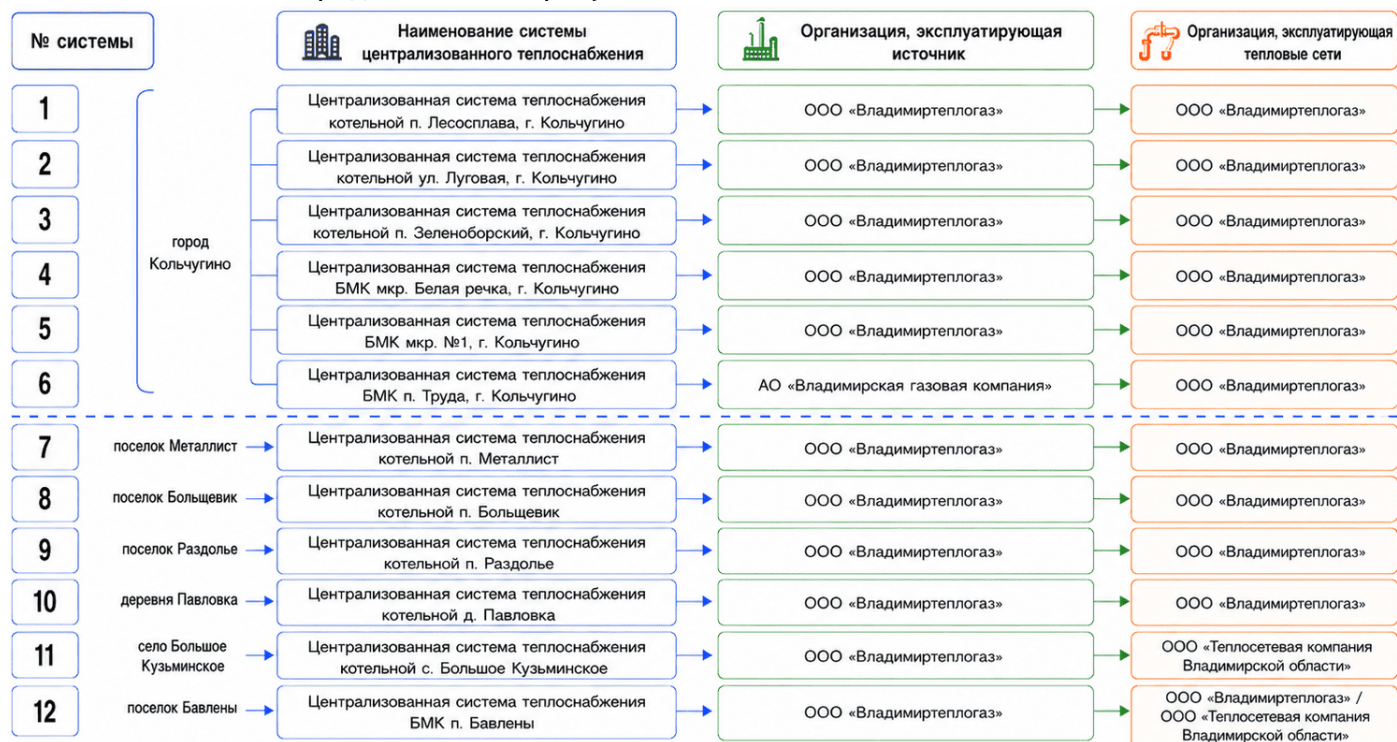 № системы
Наименование системы
централизованного теплоснабжения
Организация, эксплуатирующая
источник
Организация, эксплуатирующая
тепловые сети
город
Кольчугино
1
Централизованная система теплоснабжения
котельной п. Лесосплава, г. Кольчугино
ООО «Владимиртеплогаз»
ООО «Владимиртеплогаз»
2
Централизованная система теплоснабжения
котельной ул. Луговая, г. Кольчугино
ООО «Владимиртеплогаз»
ООО «Владимиртеплогаз»
3
Централизованная система теплоснабжения
котельной п. Зеленоборский, г. Кольчугино
ООО «Владимиртеплогаз»
ООО «Владимиртеплогаз»
4
Централизованная система теплоснабжения
БМК мкр. Белая речка, г. Кольчугино
ООО «Владимиртеплогаз»
ООО «Владимиртеплогаз»
5
Централизованная система теплоснабжения
БМК мкр. №1, г. Кольчугино
ООО «Владимиртеплогаз»
ООО «Владимиртеплогаз»
6
Централизованная система теплоснабжения
БМК п. Труда, г. Кольчугино
АО «Владимирская газовая компания»
ООО «Владимиртеплогаз»
7
поселок Металлист
Централизованная система теплоснабжения
котельной п. Металлист
ООО «Владимиртеплогаз»
ООО «Владимиртеплогаз»
8
поселок Больщевик
Централизованная система теплоснабжения
котельной п. Больщевик
ООО «Владимиртеплогаз»
ООО «Владимиртеплогаз»
9
поселок Раздолье
Централизованная система теплоснабжения
котельной п. Раздолье
ООО «Владимиртеплогаз»
ООО «Владимиртеплогаз»
10
деревня Павловка
Централизованная система теплоснабжения
котельной д. Павловка
ООО «Владимиртеплогаз»
ООО «Владимиртеплогаз»
11
село Большое
Кузьминское
Централизованная система теплоснабжения
котельной с. Большое Кузьминское
ООО «Владимиртеплогаз»
ООО «Теплосетевая компания
Владимирской области»
12
поселок Бавлены
Централизованная система теплоснабжения
БМК п. Бавлены
ООО «Владимиртеплогаз»
ООО «Владимиртеплогаз» /
ООО «Теплосетевая компания
Владимирской области»